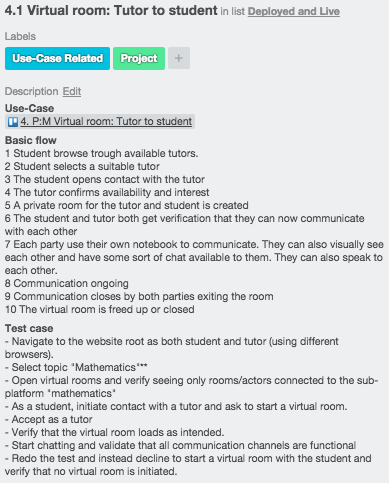 4.1 Virtual room: Tutor to student in list Deployed and Live
Labels
Use-Case Related Project +
Description Edit
Use-Case
4. P:M Virtual room: Tutor to student
Basic flow
1 Student browse trough available tutors.
2 Student selects a suitable tutor
3 The student opens contact with the tutor
4 The tutor confirms availability and interest
5 A private room for the tutor and student is created
6 The student and tutor both get verification that they can now communicate
with each other
7 Each party use their own notebook to communicate. They can also visually see
each other and have some sort of chat available to them. They can also speak to
each other.
8 Communication ongoing
9 Communication closes by both parties exiting the room
10 The virtual room is freed up or closed
Test case
- Navigate to the website root as both student and tutor (using different
browsers).
- Select topic "Mathematics"**
- Open virtual rooms and verify seeing only rooms/actors connected to the sub-
platform "mathematics"
- As a student, initiate contact with a tutor and ask to start a virtual room.
- Accept as a tutor
- Verify that the virtual room loads as intended.
- Start chatting and validate that all communication channels are functional
- Redo the test and instead decline to start a virtual room with the student and
verify that no virtual room is initiated.